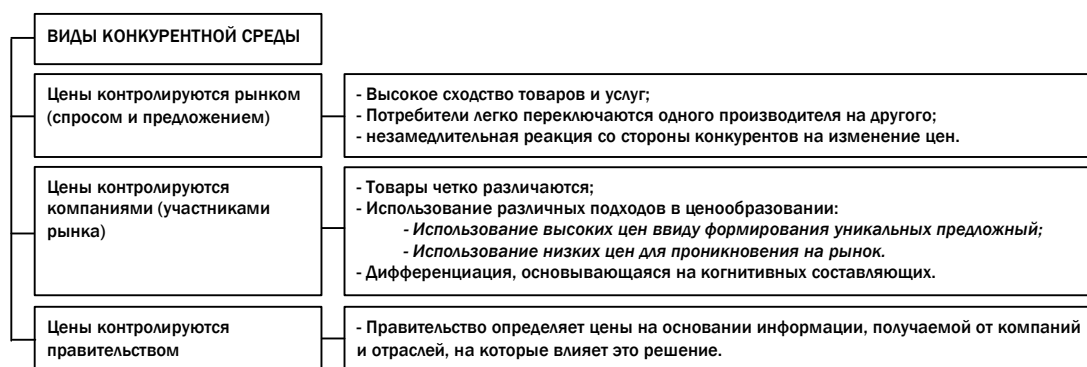 ВИДЫ КОНКУРЕНТНОЙ СРЕДЫ
Цены контролируются рынком
(спросом и предложением)
- Высокое сходство товаров и услуг;
- Потребители легко переключаются одного производителя на другого;
- незамедлительная реакция со стороны конкурентов на изменение цен.
Цены контролируются
компаниями (участниками
рынка)
- Товары четко различаются;
- Использование различных подходов в ценообразовании:
- Использование высоких цен ввиду формирования уникальных предложный;
- Использование низких цен для проникновения на рынок.
- Дифференциация, основывающаяся на когнитивных составляющих.
Цены контролируются
правительством
- Правительство определяет цены на основании информации, получаемой от компаний
и отраслей, на которые влияет это решение.